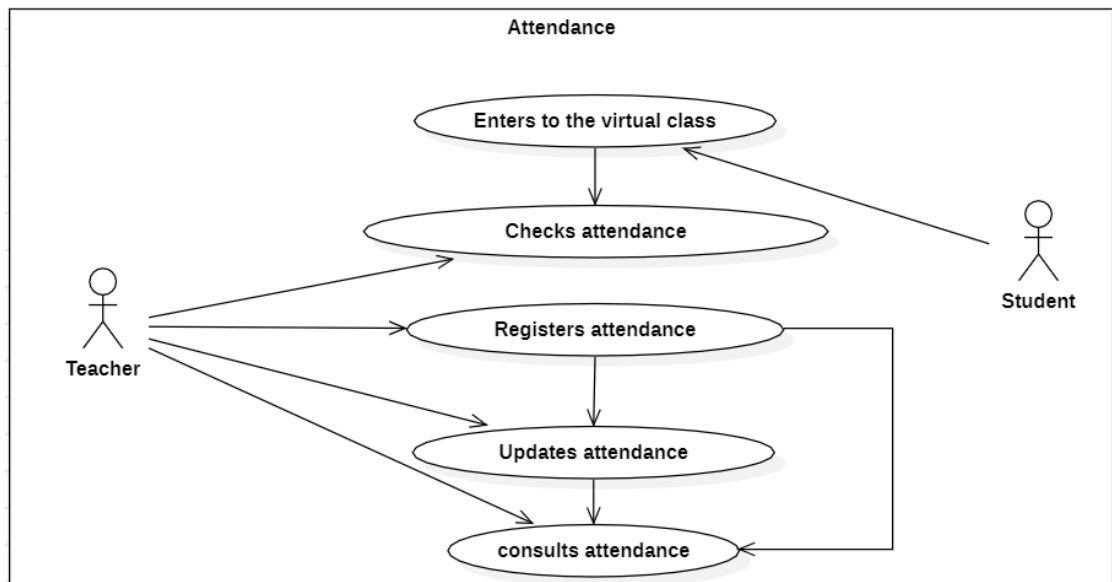 Attendance
Enters to the virtual class
Checks attendance
Student
Registers attendance
Teacher
Updates attendance
consults attendance